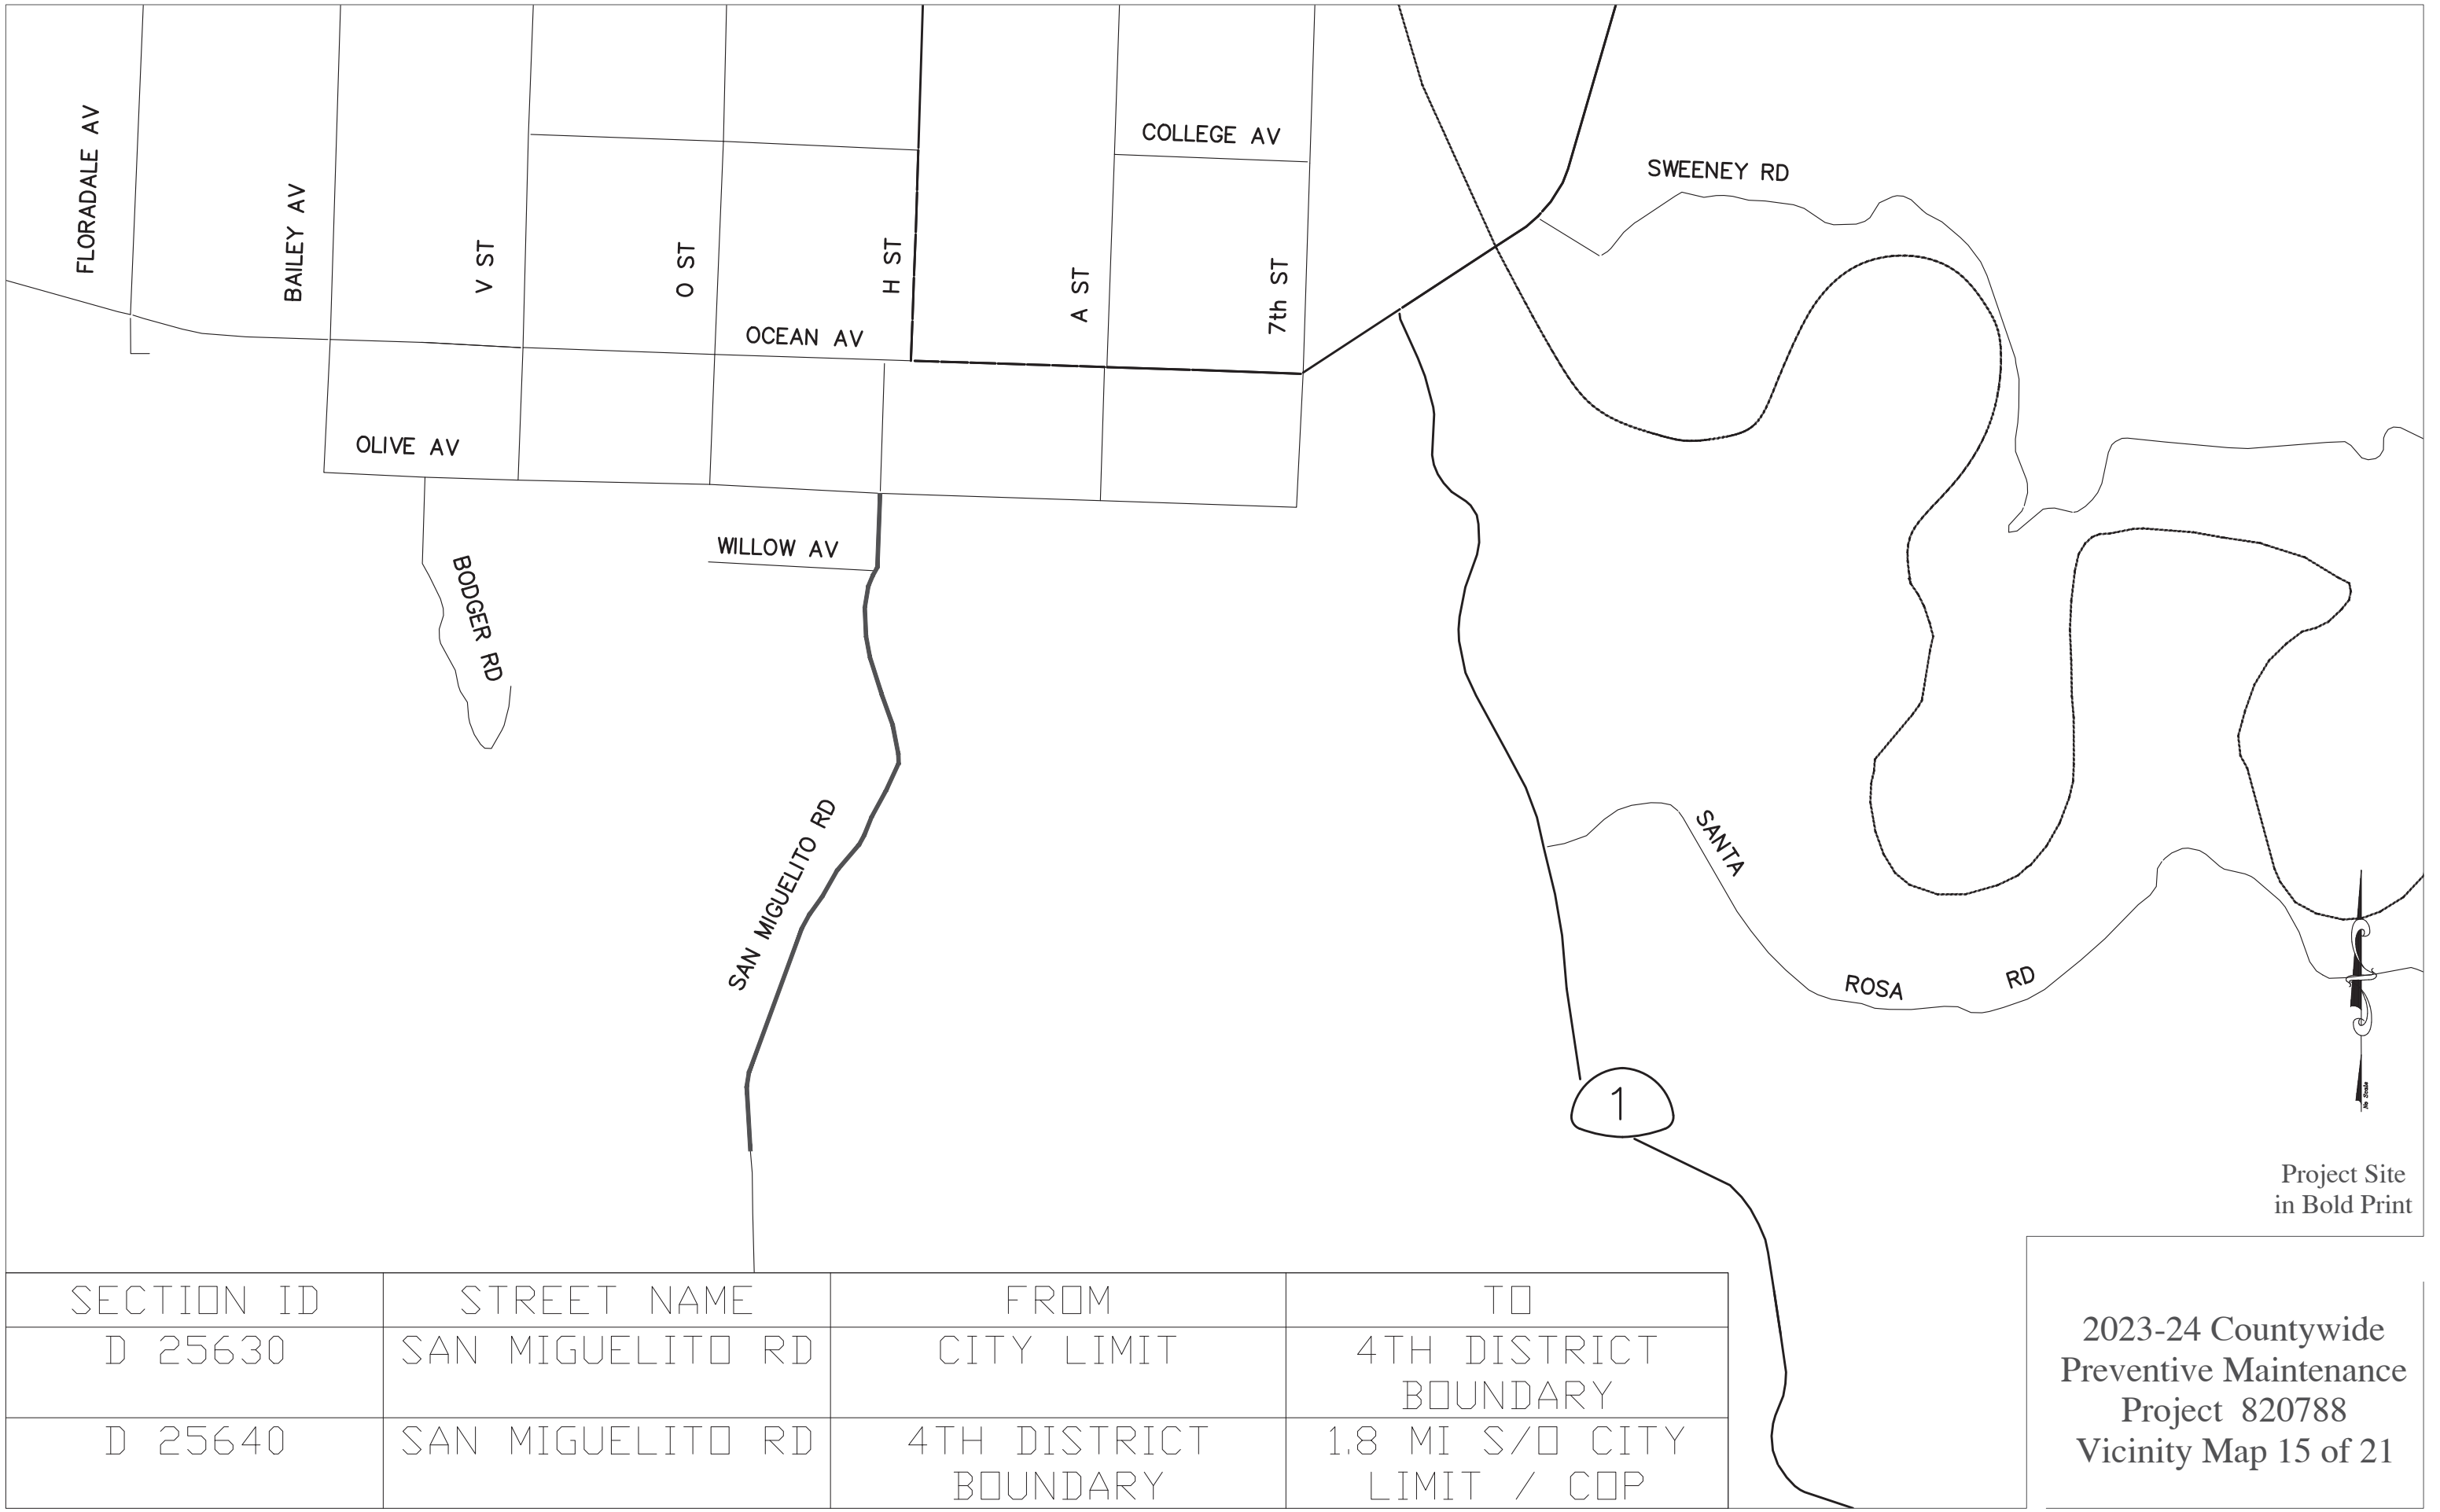 COLLEGE AV
SWEENEY RD
FLORADALE AV
BAILEY AV
V ST
O ST
H ST
A ST
7th ST
OCEAN AV
OLIVE AV
WILLOW AV
BODGER RD
SAN MIGUELITO RD
SANTA
ROSA
RD
1
No Scale
Project Site
in Bold Print
SECTION ID STREET NAME FROM TO
D 25630 SAN MIGUELITO RD CITY LIMIT 4TH DISTRICT
BOUNDARY
D 25640 SAN MIGUELITO RD 4TH DISTRICT 1.8 MI S/O CITY
BOUNDARY LIMIT / COP
2023-24 Countywide
Preventive Maintenance
Project 820788
Vicinity Map 15 of 21